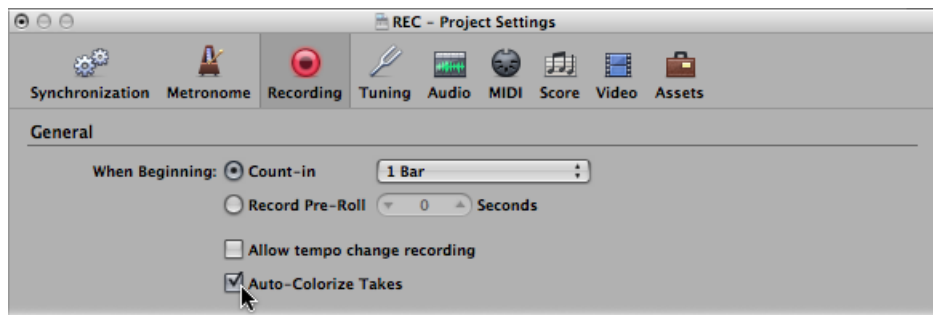 REC – Project Settings
Synchronization Metronome Recording Tuning Audio MIDI Score Video Assets
General
When Beginning: Count-in 1 Bar
Record Pre-Roll 0 Seconds
Allow tempo change recording
Auto-Colorize Takes